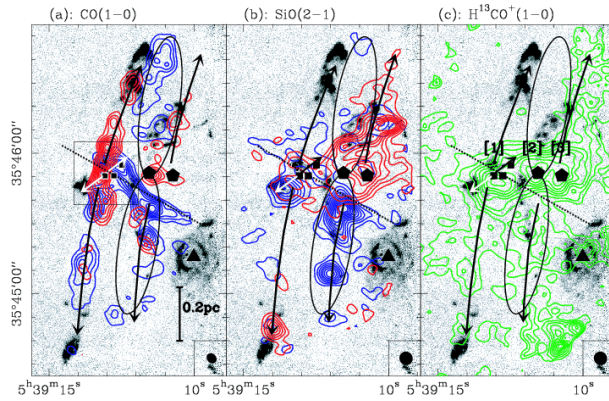 (a): CO(1−0)
(b): SiO(2−1)
(c): H¹³CO⁺(1−0)
35°46'00"
35°45'00"
[1]
[2]
[3]
0.2pc
5ʰ39ᵐ15ˢ
10ˢ
5ʰ39ᵐ15ˢ
10ˢ
5ʰ39ᵐ15ˢ
10ˢ